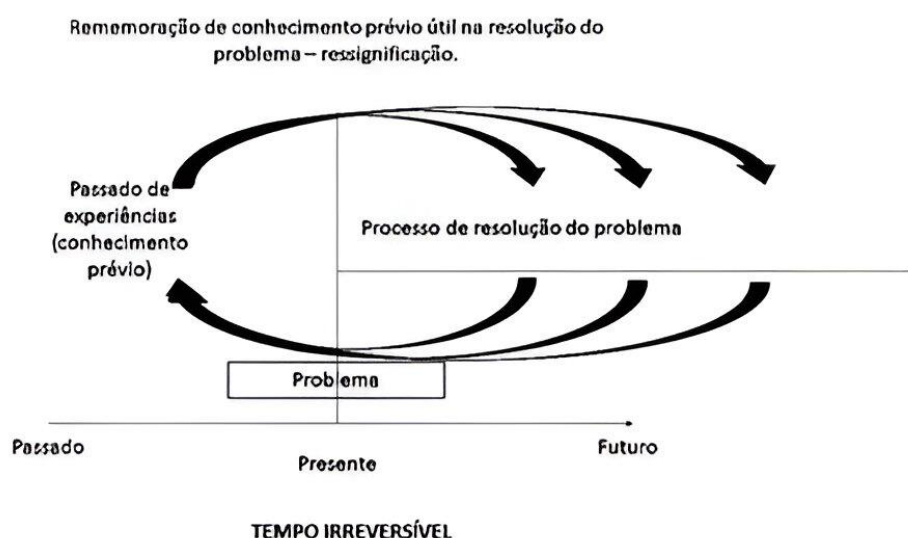 Rememoração de conhecimento prévio útil na resolução do
problema – ressignificação.
Passado de
experiências
(conhecimento
prévio)
Processo de resolução do problema
Problema
Passado
Presente
Futuro
TEMPO IRREVERSÍVEL